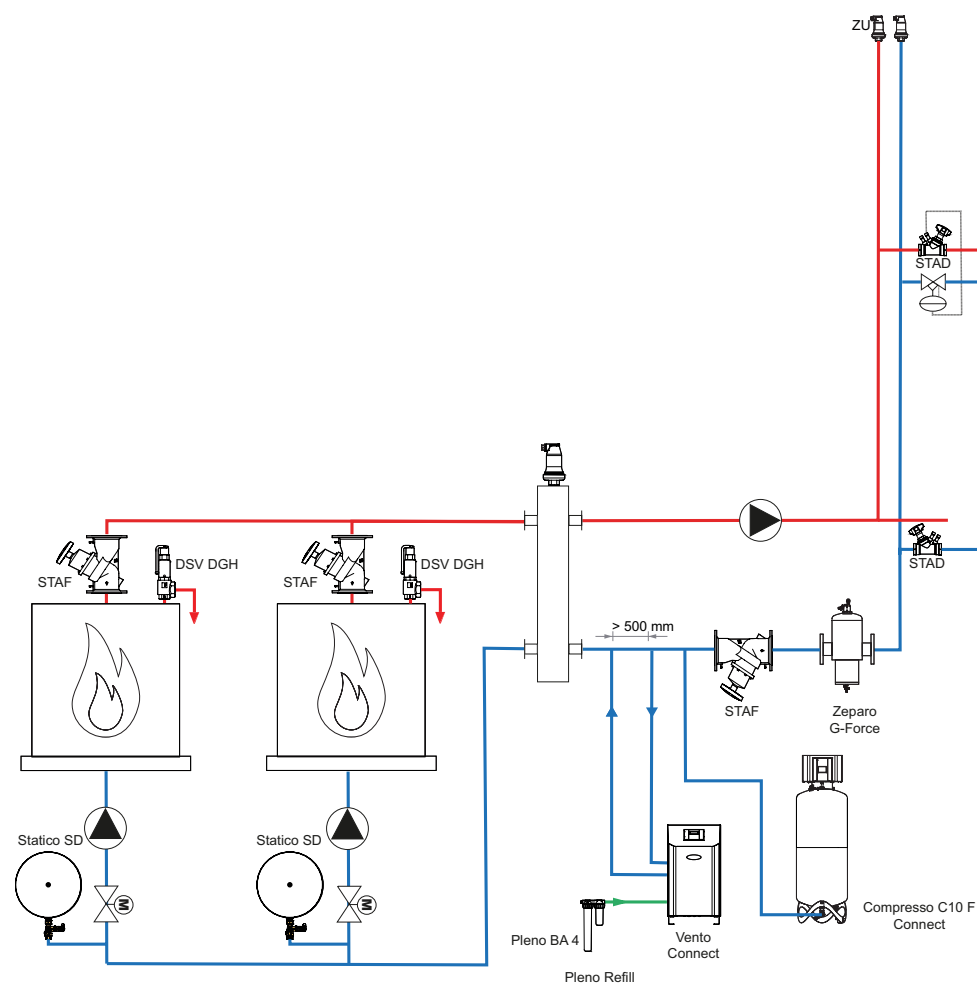 ZU
STAD
STAF
DSV DGH
STAF
DSV DGH
STAD
> 500 mm
STAF
Zeparo
G-Force
Statico SD
M
Statico SD
M
Compresso C10 F
Connect
Pleno BA 4
Vento
Connect
Pleno Refill